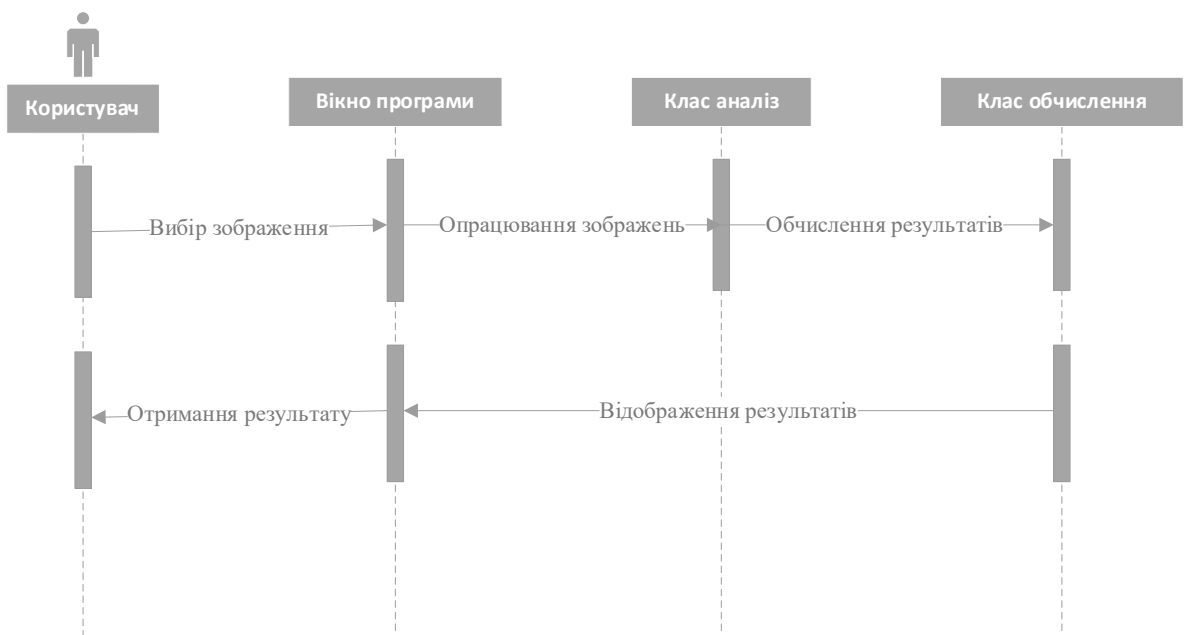 Користувач
Вікно програми
Клас аналіз
Клас обчислення
Вибір зображення
Опрацювання зображень
Обчислення результатів
Отримання результату
Відображення результатів